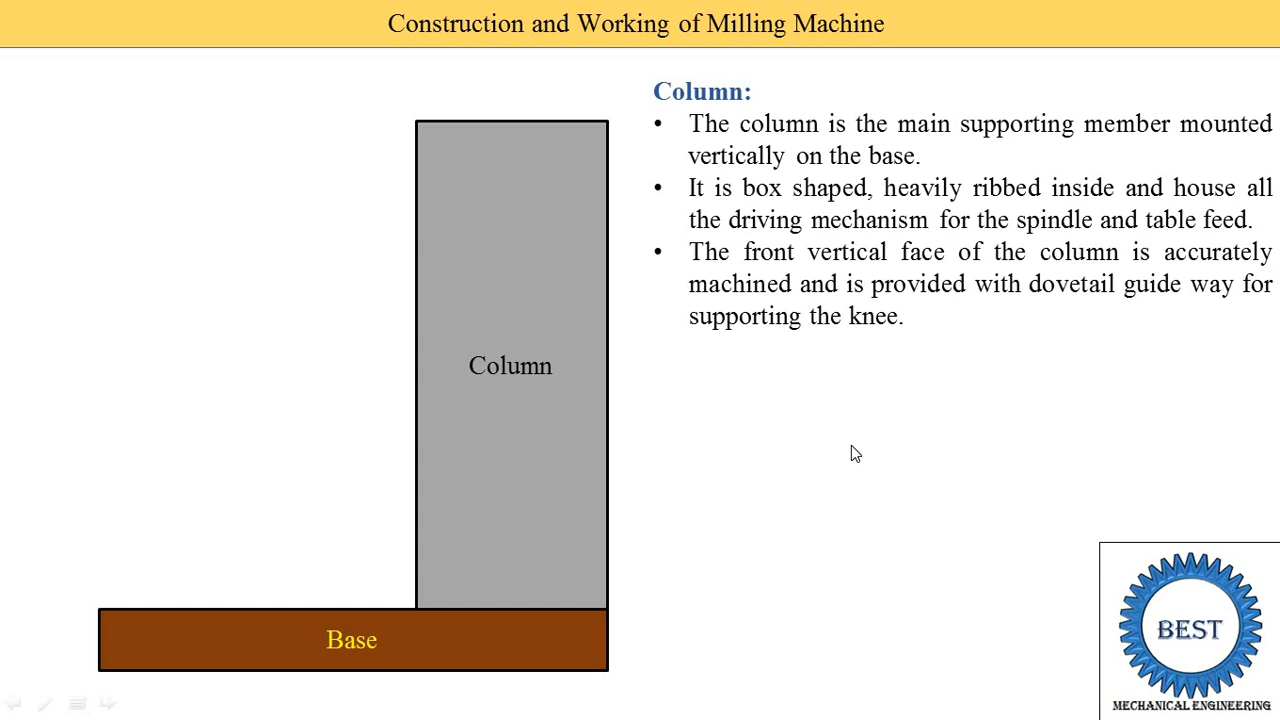 Construction and Working of Milling Machine
Column:
• The column is the main supporting member mounted
vertically on the base.
• It is box shaped, heavily ribbed inside and house all
the driving mechanism for the spindle and table feed.
• The front vertical face of the column is accurately
machined and is provided with dovetail guide way for
supporting the knee.
Column
Base
BEST
MECHANICAL ENGINEERING